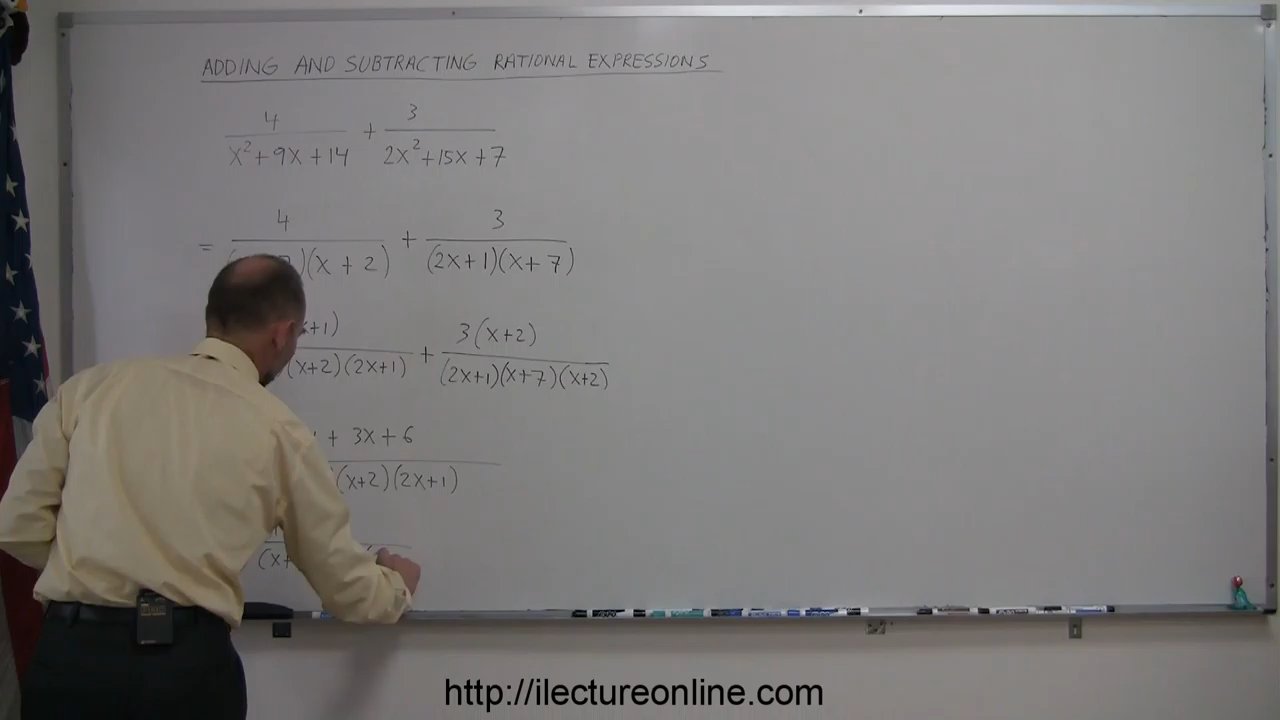 ADDING AND SUBTRACTING RATIONAL EXPRESSIONS
4 3
+
x²+9x+14 2x²+15x+7
4 3
= +
)(x + 2) (2x+1)(x+7)
+1) 3(x+2)
+
(x+2)(2x+1) (2x+1)(x+7)(x+2)
+ 3x+6
(x+2)(2x+1)
(x+
http://ilectureonline.com